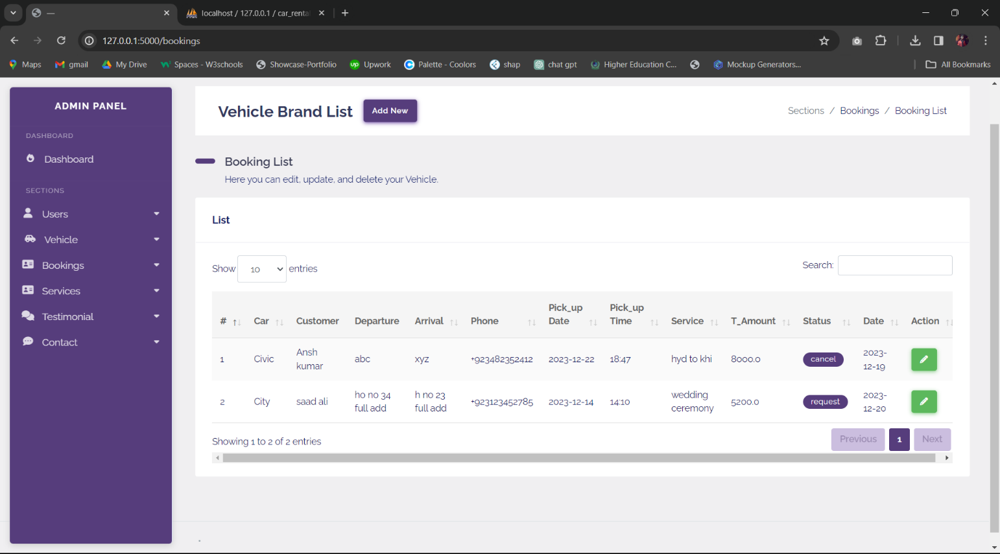 localhost / 127.0.0.1 / car_renta
127.0.0.1:5000/bookings
Maps gmail My Drive Spaces - W3schools Showcase-Portfolio Upwork Palette - Coolors shap chat gpt Higher Education C... Mockup Generators... All Bookmarks
ADMIN PANEL
DASHBOARD
Dashboard
SECTIONS
Users
Vehicle
Bookings
Services
Testimonial
Contact
Vehicle Brand List Add New
Sections / Bookings / Booking List
Booking List
Here you can edit, update, and delete your Vehicle.
List
Show 10 entries
Search:
# Car Customer Departure Arrival Phone Pick_up Date Pick_up Time Service T_Amount Status Date Action
1 Civic Ansh kumar abc xyz +923482352412 2023-12-22 18:47 hyd to khi 8000.0 cancel 2023-12-19
2 City saad ali ho no 34 full add h no 23 full add +923123452785 2023-12-14 14:10 wedding ceremony 5200.0 request 2023-12-20
Showing 1 to 2 of 2 entries
Previous 1 Next